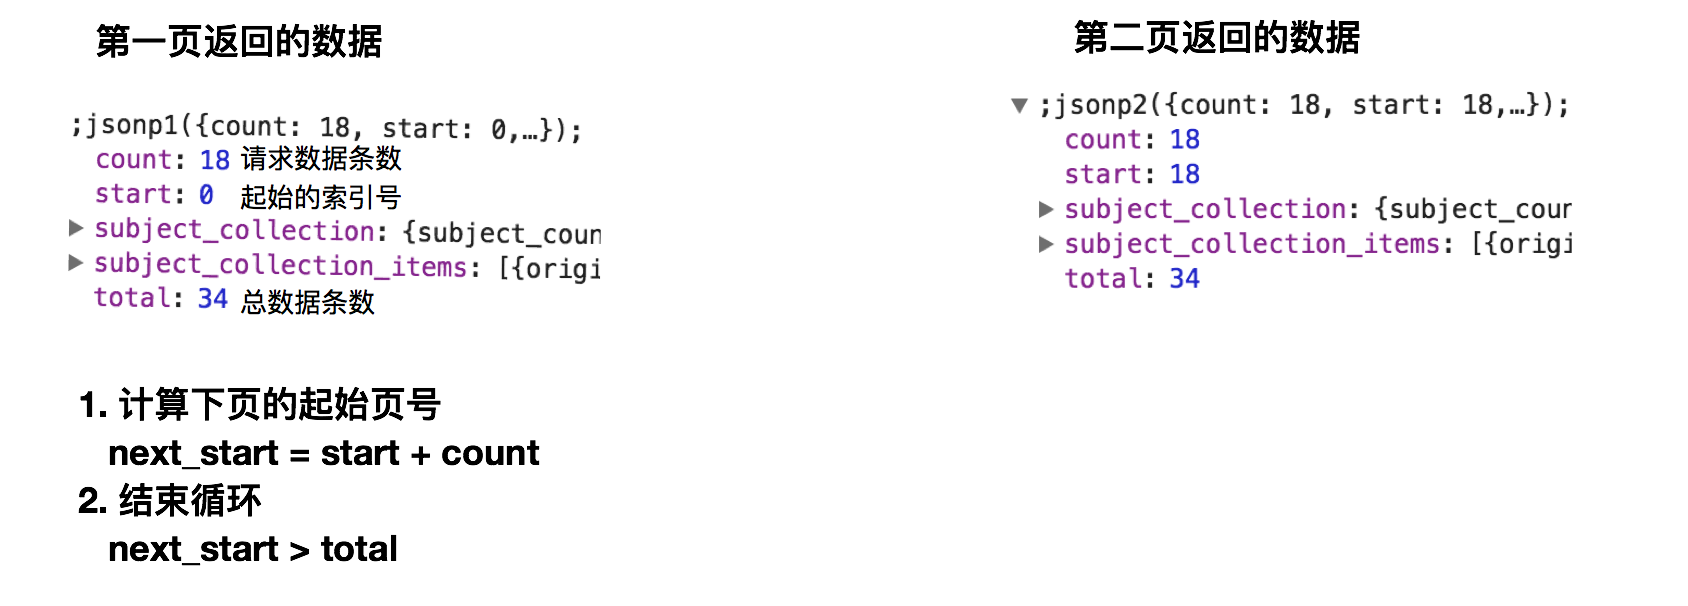 第一页返回的数据
;jsonp1({count: 18, start: 0,…});
count: 18 请求数据条数
start: 0 起始的索引号
subject_collection: {subject_coun
subject_collection_items: [{origi
total: 34 总数据条数
1. 计算下页的起始页号
next_start = start + count
2. 结束循环
next_start > total
第二页返回的数据
;jsonp2({count: 18, start: 18,…});
count: 18
start: 18
subject_collection: {subject_cour
subject_collection_items: [{origi
total: 34